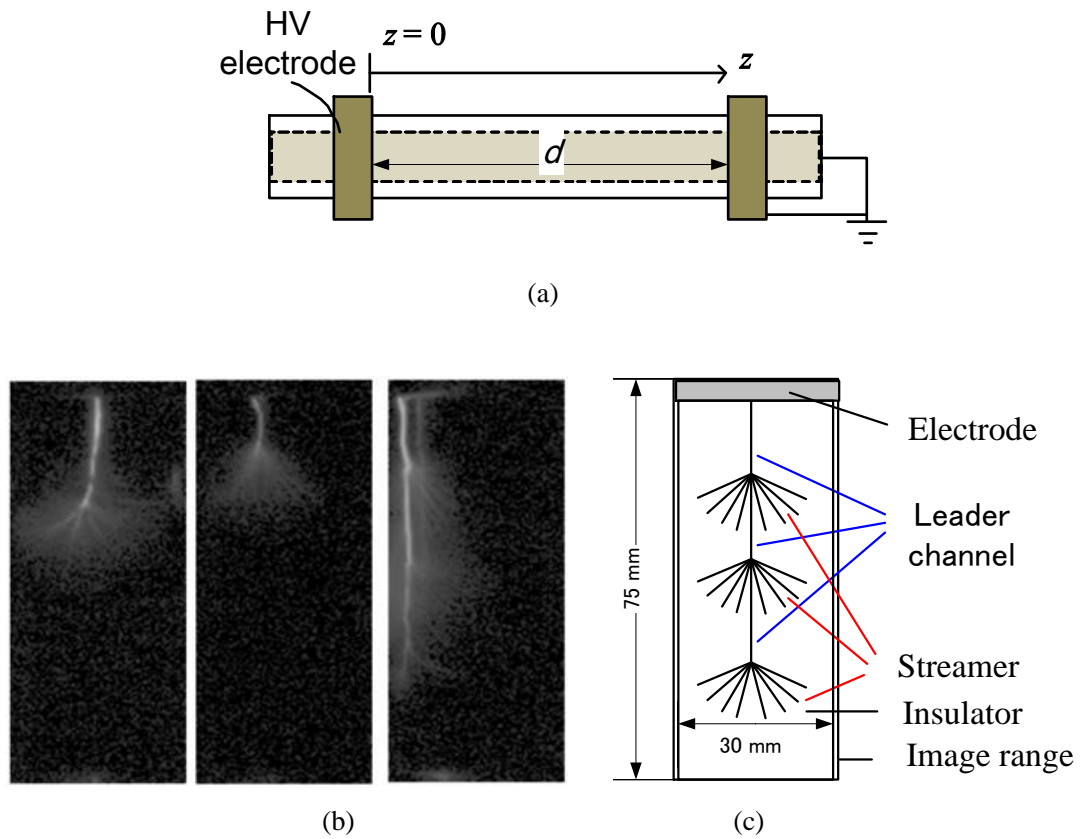 HV
electrode
z = 0
z
d
(a)
75 mm
30 mm
Electrode
Leader
channel
Streamer
Insulator
Image range
(b)
(c)